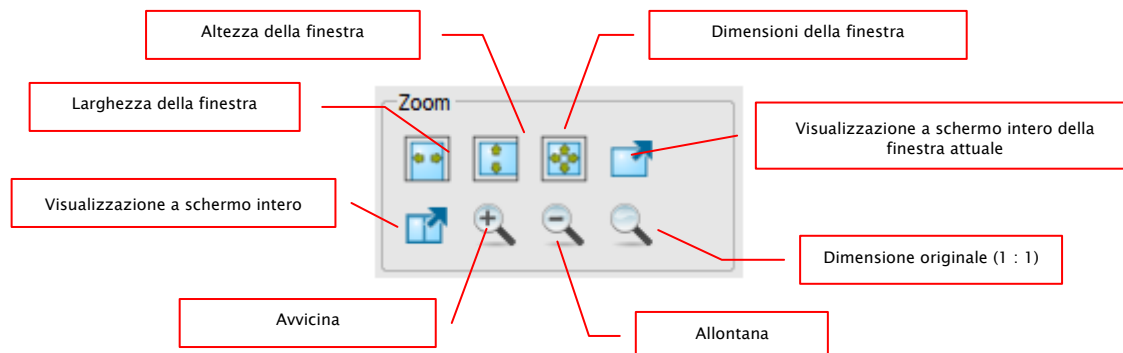 Altezza della finestra
Dimensioni della finestra
Larghezza della finestra
Zoom
Visualizzazione a schermo intero della
finestra attuale
Visualizzazione a schermo intero
Dimensione originale (1 : 1)
Avvicina
Allontana